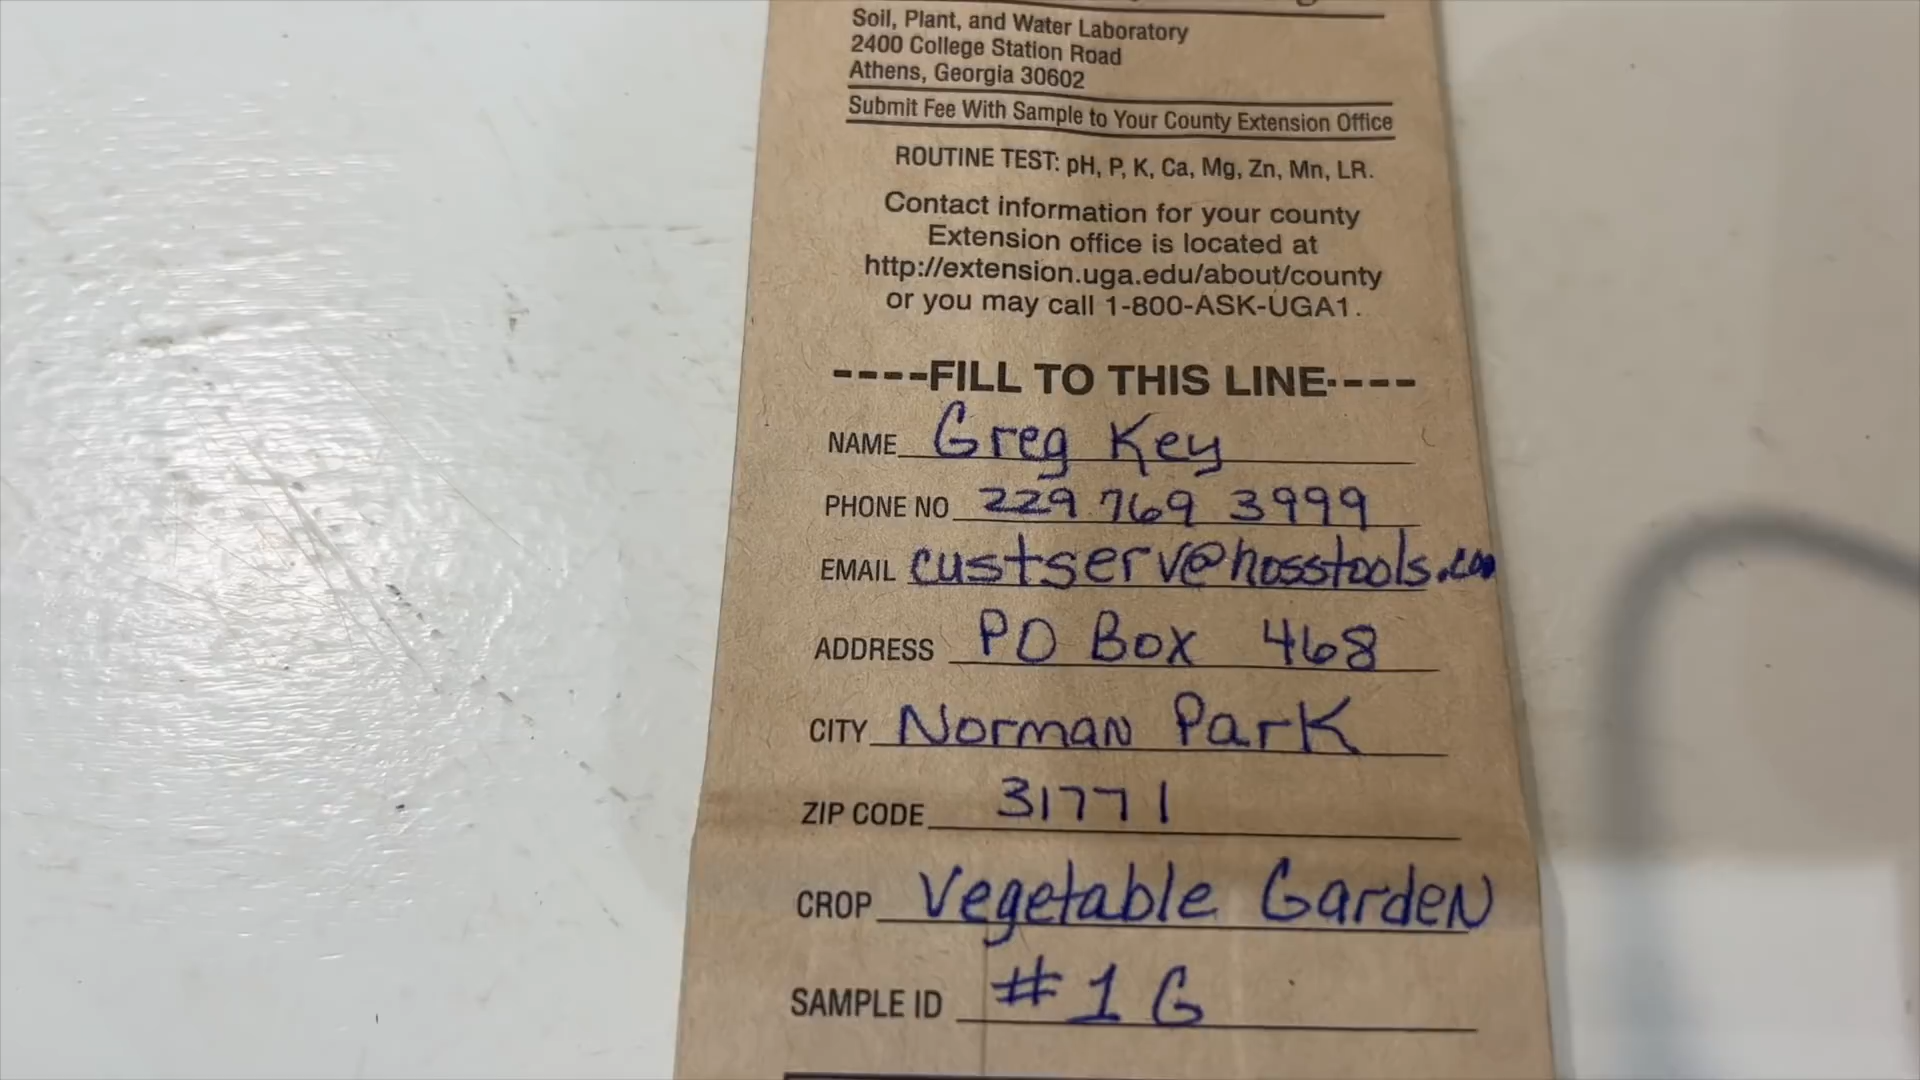 Soil, Plant, and Water Laboratory
2400 College Station Road
Athens, Georgia 30602
Submit Fee With Sample to Your County Extension Office
ROUTINE TEST: pH, P, K, Ca, Mg, Zn, Mn, LR.
Contact information for your county
Extension office is located at
http://extension.uga.edu/about/county
or you may call 1-800-ASK-UGA1.
----FILL TO THIS LINE----
NAME Greg Key
PHONE NO 229 769 3999
EMAIL custserv@hosstools.com
ADDRESS PO Box 468
CITY Norman Park
ZIP CODE 31771
CROP Vegetable Garden
SAMPLE ID #1G